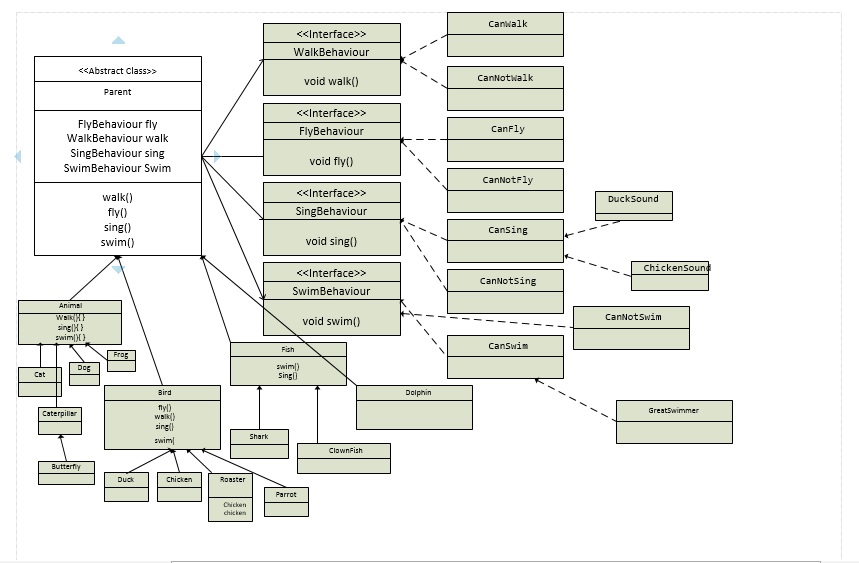 <<Abstract Class>>
Parent
FlyBehaviour fly
WalkBehaviour walk
SingBehaviour sing
SwimBehaviour Swim
walk()
fly()
sing()
swim()
<<Interface>>
WalkBehaviour
void walk()
<<Interface>>
FlyBehaviour
void fly()
<<Interface>>
SingBehaviour
void sing()
<<Interface>>
SwimBehaviour
void swim()
CanWalk
CanNotWalk
CanFly
CanNotFly
CanSing
CanNotSing
CanSwim
DuckSound
ChickenSound
CanNotSwim
GreatSwimmer
Animal
Walk(){}
sing(){}
swim(){}
Cat
Dog
Frog
Caterpillar
Butterfly
Bird
fly()
walk()
sing()
swim(
Duck
Chicken
Roaster
Chicken
chicken
Parrot
Fish
swim()
Sing()
Shark
ClownFish
Dolphin